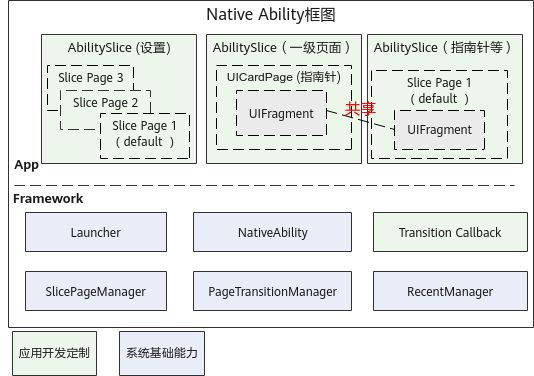 Native Ability框图
AbilitySlice (设置)
Slice Page 3
Slice Page 2
Slice Page 1
( default )
AbilitySlice（一级页面）
UICardPage (指南针)
UIFragment
共享
AbilitySlice（指南针等）
Slice Page 1
( default )
UIFragment
App
Framework
Launcher
NativeAbility
Transition Callback
SlicePageManager
PageTransitionManager
RecentManager
应用开发定制
系统基础能力